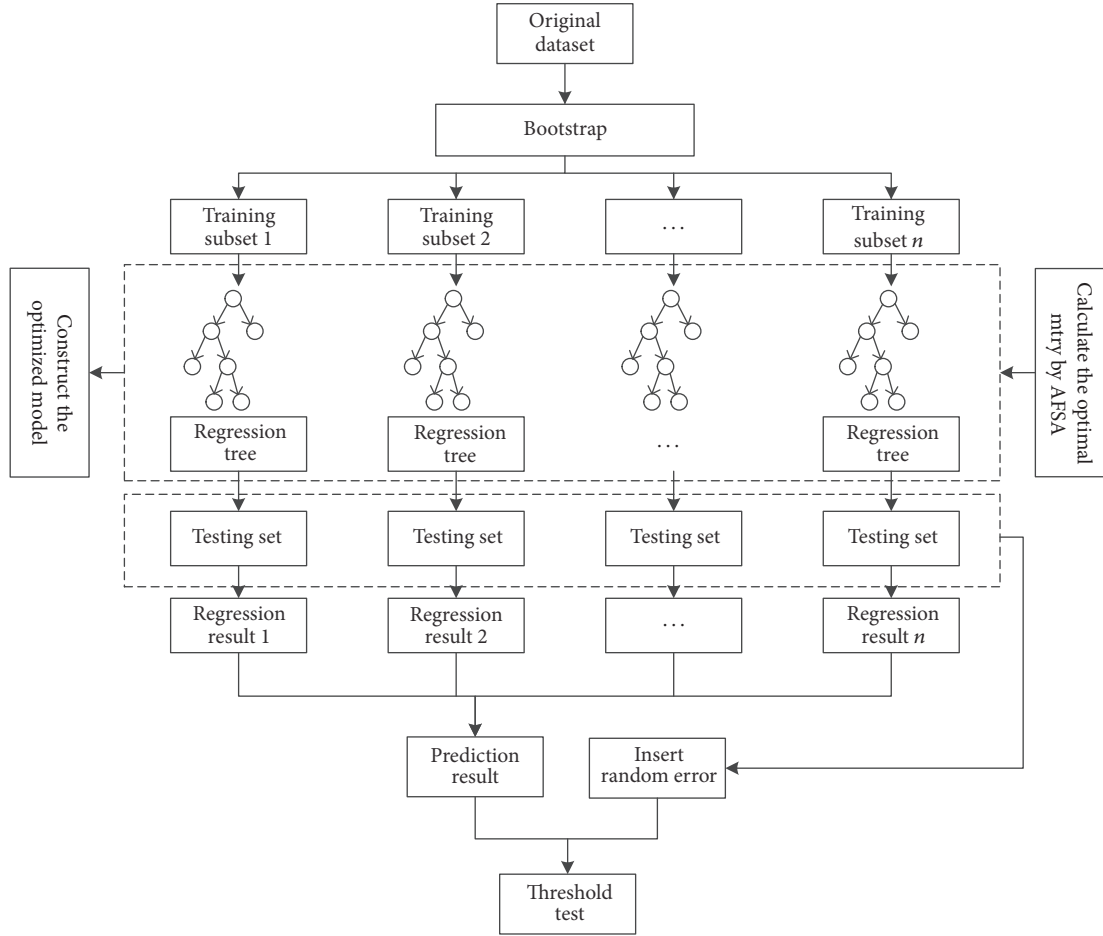 Original
dataset
Bootstrap
Training
subset 1
Training
subset 2
...
Training
subset n
Construct the
optimized model
Calculate the optimal
mtry by AFSA
Regression
tree
Regression
tree
...
Regression
tree
Testing set
Testing set
Testing set
Testing set
Regression
result 1
Regression
result 2
...
Regression
result n
Prediction
result
Insert
random error
Threshold
test